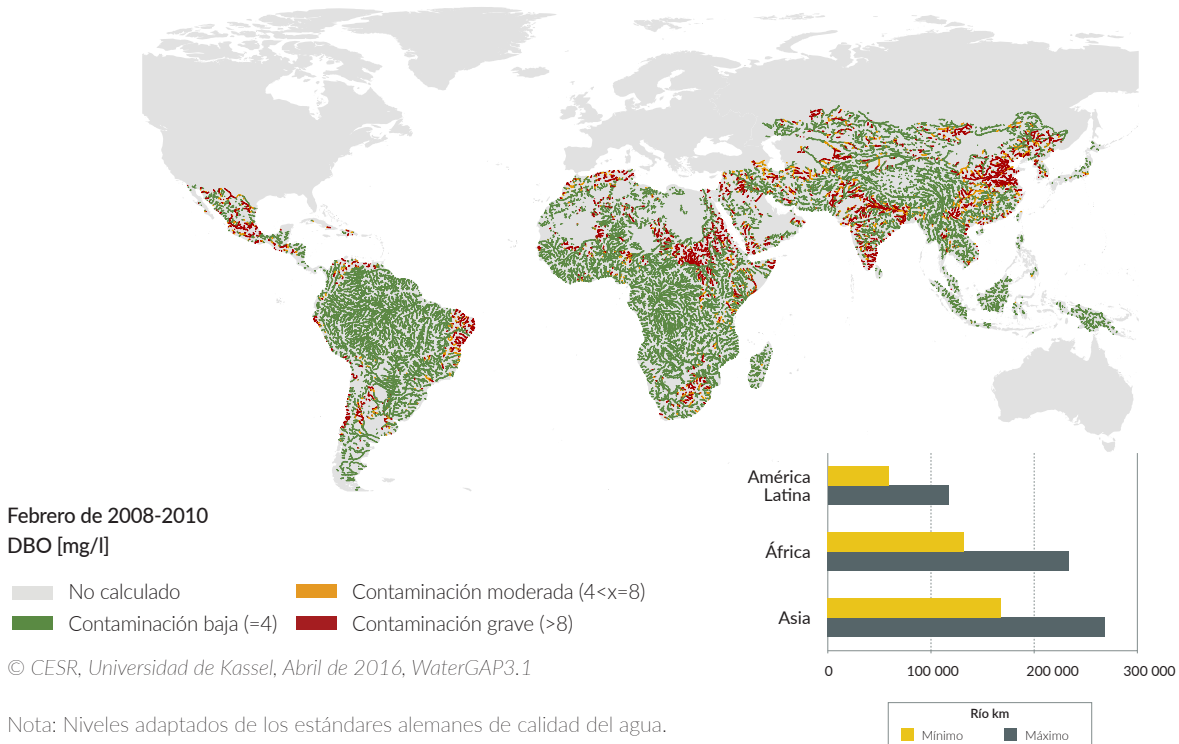 América
Latina
África
Asia
0 100 000 200 000 300 000
Río km
Mínimo Máximo
Febrero de 2008-2010
DBO [mg/l]
No calculado Contaminación moderada (4<x=8)
Contaminación baja (=4) Contaminación grave (>8)
© CESR, Universidad de Kassel, Abril de 2016, WaterGAP3.1
Nota: Niveles adaptados de los estándares alemanes de calidad del agua.